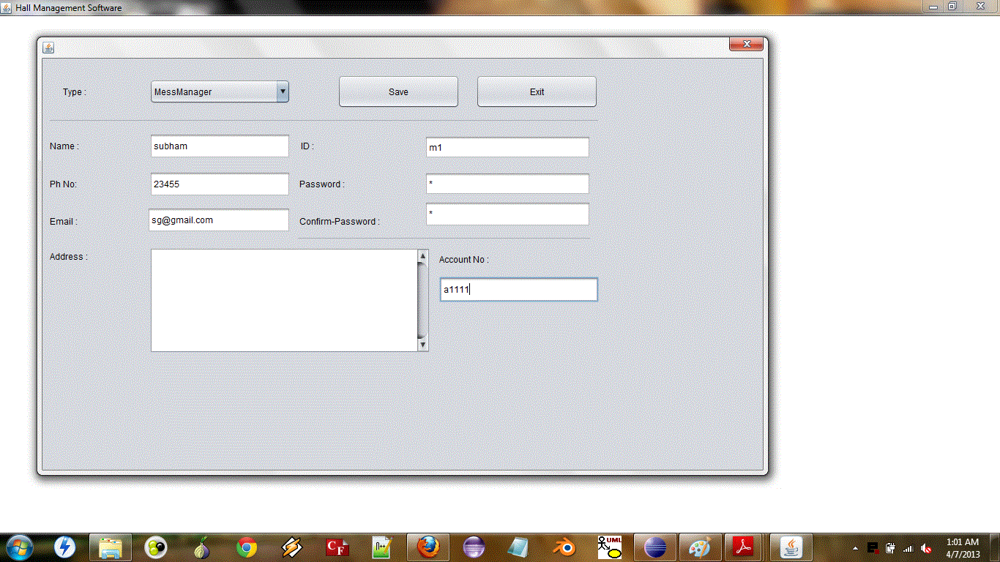 Hall Management Software
Type :
MessManager
Save
Exit
Name :
subham
ID :
m1
Ph No:
23455
Password :
*
Email :
sg@gmail.com
Confirm-Password :
*
Address :
Account No :
a1111
CF
n++
UML
1:01 AM
4/7/2013